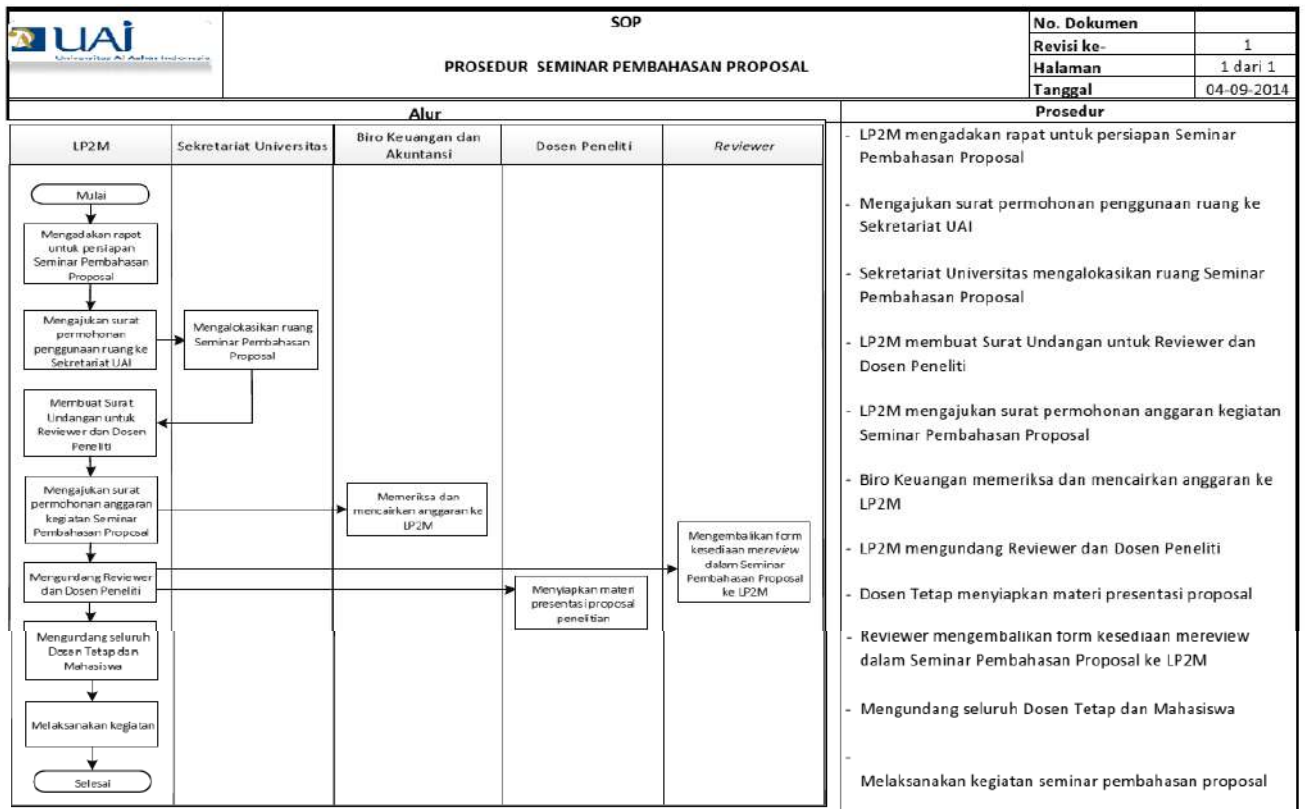 UAI
Universitas Al Azhar Indonesia
SOP
PROSEDUR SEMINAR PEMBAHASAN PROPOSAL
No. Dokumen
Revisi ke- 1
Halaman 1 dari 1
Tanggal 04-09-2014
Alur
Prosedur
LP2M
Sekretariat Universitas
Biro Keuangan dan
Akuntansi
Dosen Peneliti
Reviewer
Mulai
Mengadakan rapat
untuk persiapan
Seminar Pembahasan
Proposal
Mengajukan surat
permohonan
penggunaan ruang ke
Sekretariat UAI
Mengalokasikan ruang
Seminar Pembahasan
Proposal
Membuat Surat
Undangan untuk
Reviewer dan Dosen
Peneliti
Mengajukan surat
permohonan anggaran
kegiatan Seminar
Pembahasan Proposal
Memeriksa dan
mencairkan anggaran ke
LP2M
Mengundang Reviewer
dan Dosen Peneliti
Menyiapkan materi
presentasi proposal
penelitian
Mengembalikan form
kesediaan mereview
dalam Seminar
Pembahasan Proposal
ke LP2M
Mengundang seluruh
Dosen Tetap dan
Mahasiswa
Melaksanakan kegiatan
Selesai
- LP2M mengadakan rapat untuk persiapan Seminar
Pembahasan Proposal
- Mengajukan surat permohonan penggunaan ruang ke
Sekretariat UAI
- Sekretariat Universitas mengalokasikan ruang Seminar
Pembahasan Proposal
- LP2M membuat Surat Undangan untuk Reviewer dan
Dosen Peneliti
- LP2M mengajukan surat permohonan anggaran kegiatan
Seminar Pembahasan Proposal
- Biro Keuangan memeriksa dan mencairkan anggaran ke
LP2M
- LP2M mengundang Reviewer dan Dosen Peneliti
- Dosen Tetap menyiapkan materi presentasi proposal
- Reviewer mengembalikan form kesediaan mereview
dalam Seminar Pembahasan Proposal ke LP2M
- Mengundang seluruh Dosen Tetap dan Mahasiswa
-
Melaksanakan kegiatan seminar pembahasan proposal